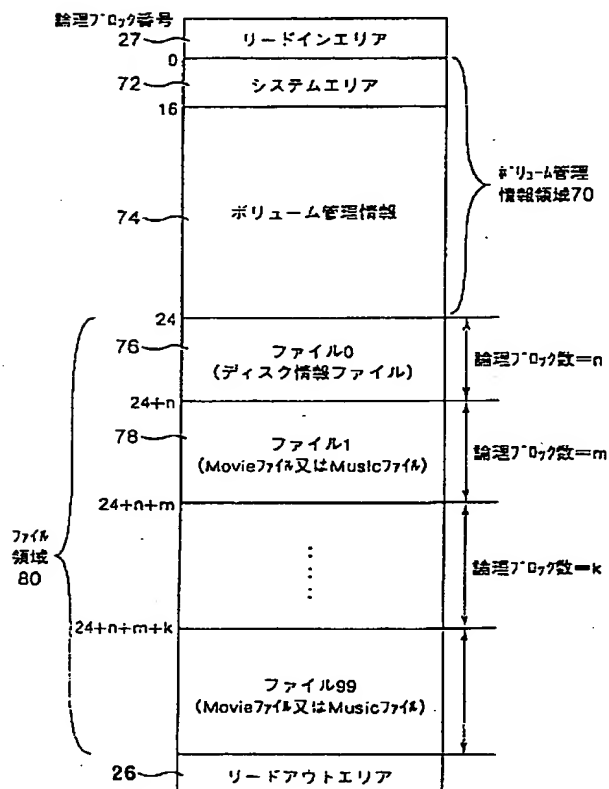 論理ブロック番号
27
リードインエリア
0
72
システムエリア
16
74
ボリューム管理情報
ボリューム管理
情報領域70
24
76
ファイル0
(ディスク情報ファイル)
論理ブロック数=n
24+n
78
ファイル1
(Movieファイル又はMusicファイル)
論理ブロック数=m
24+n+m
ファイル
領域
80
論理ブロック数=k
24+n+m+k
ファイル99
(Movieファイル又はMusicファイル)
26
リードアウトエリア